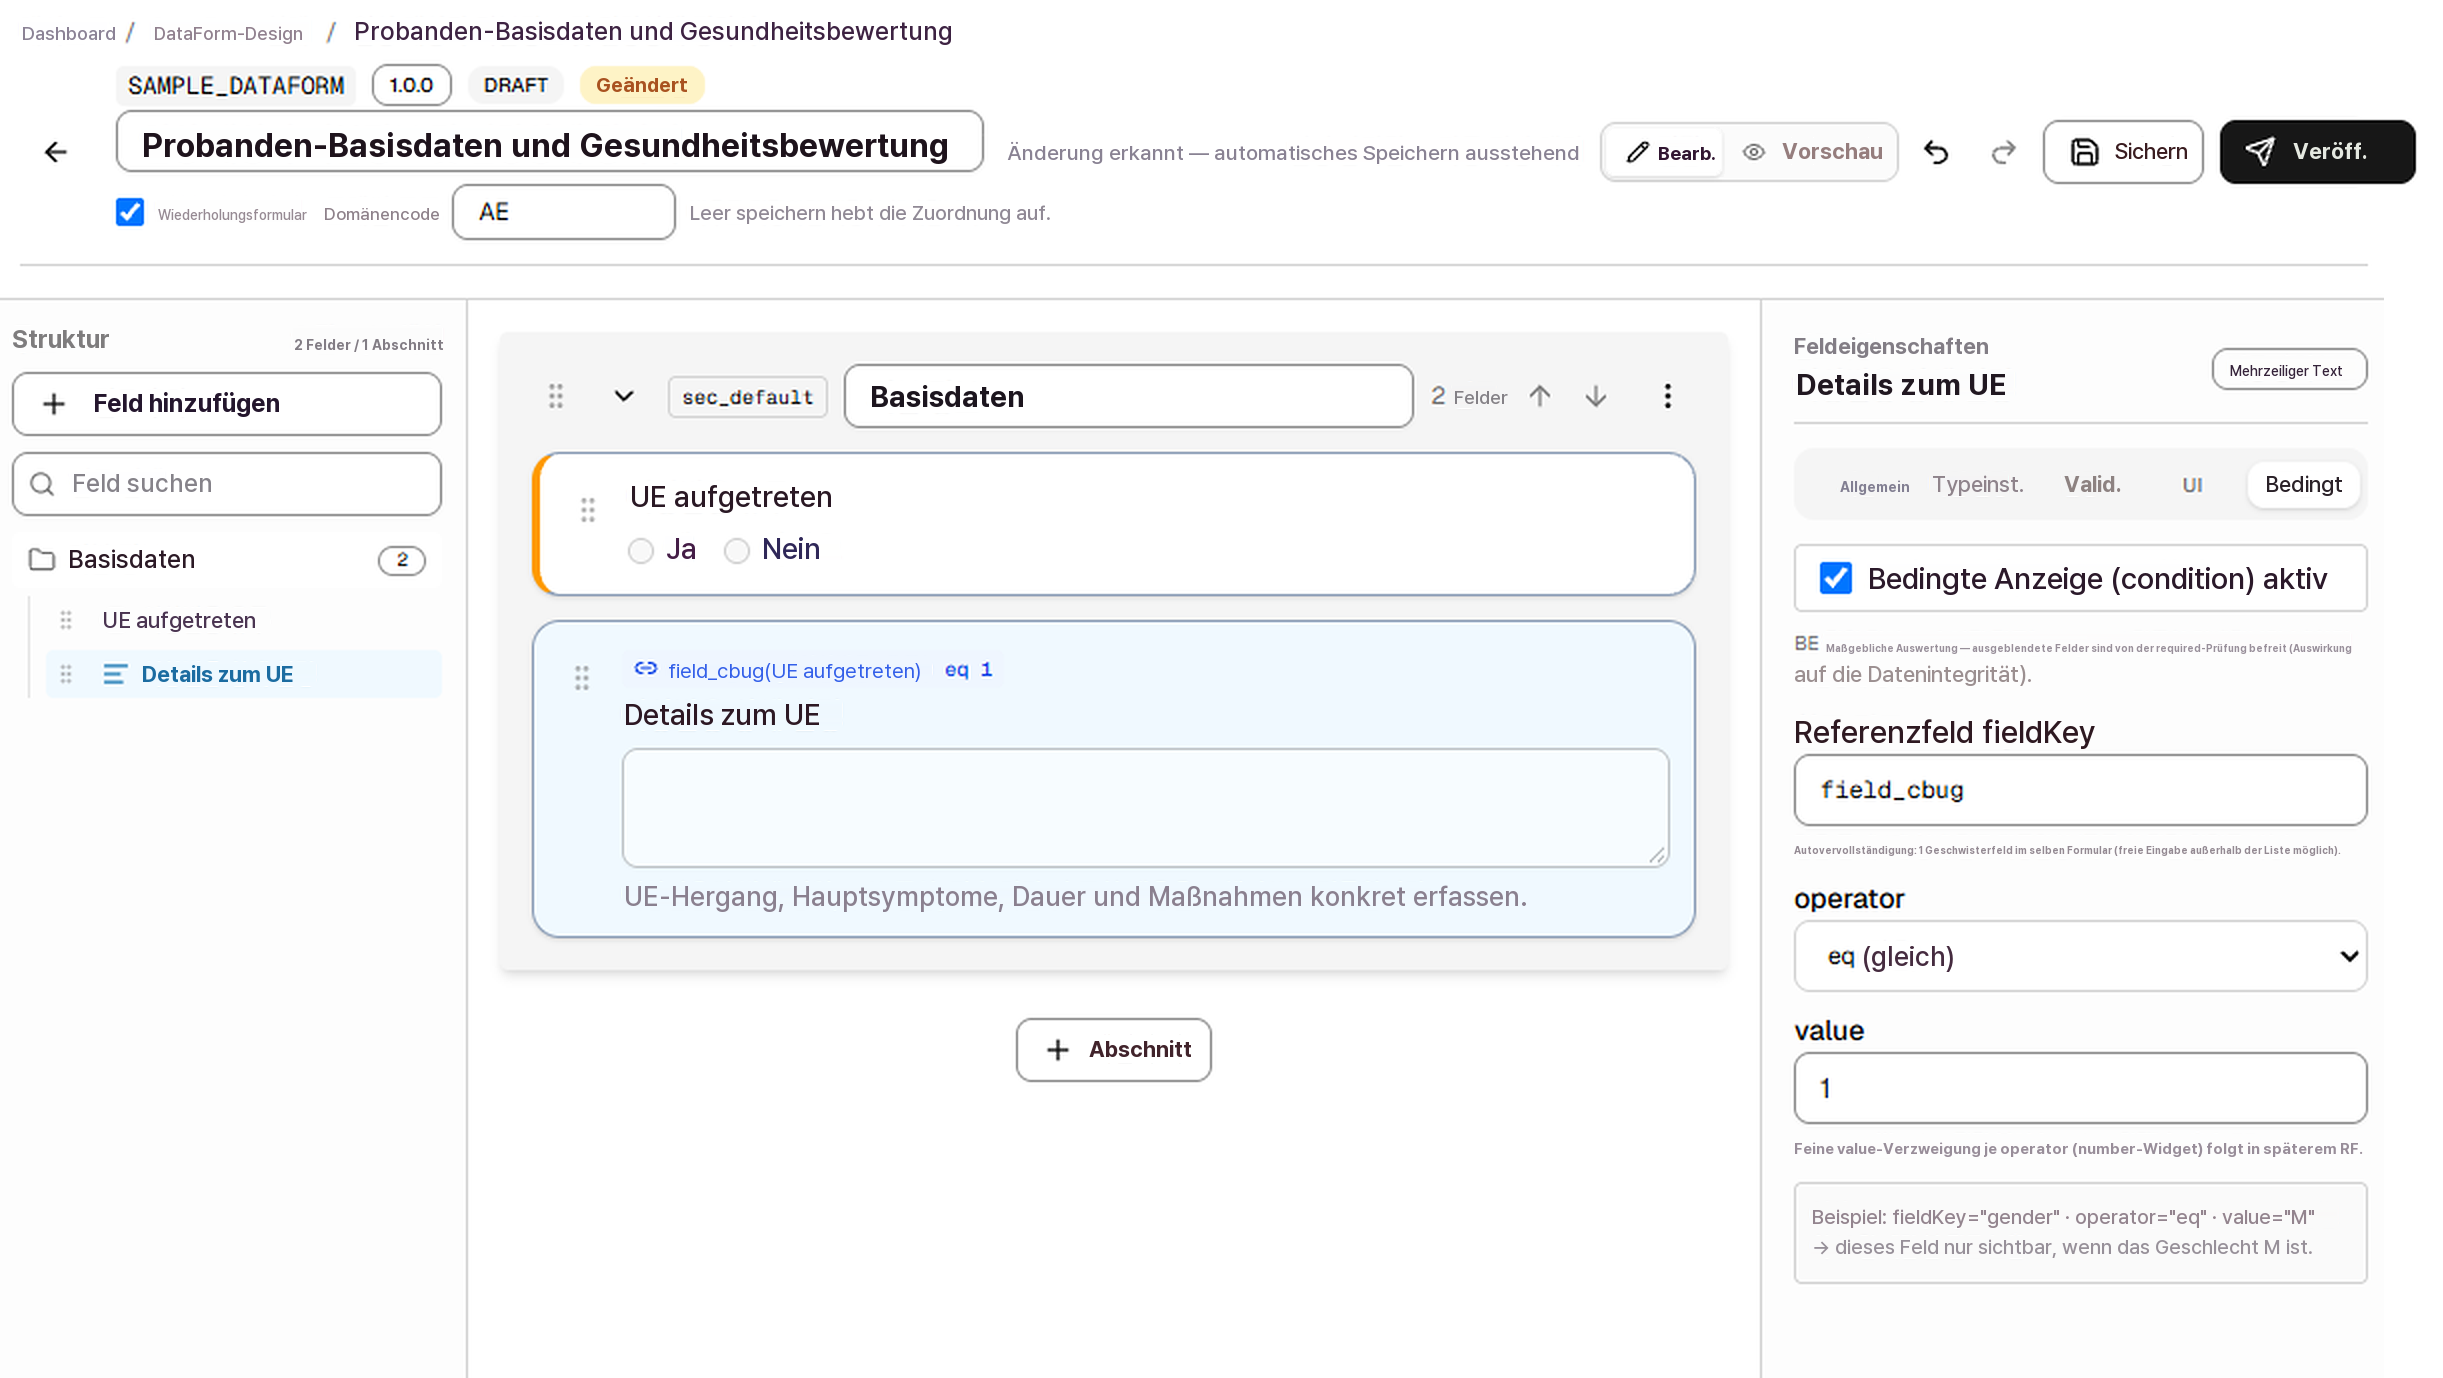 Dashboard / DataForm-Design / Probanden-Basisdaten und Gesundheitsbewertung
SAMPLE_DATAFORM 1.0.0 DRAFT Geändert
Probanden-Basisdaten und Gesundheitsbewertung
Änderung erkannt — automatisches Speichern ausstehend
Bearb. Vorschau Sichern Veröff.
Wiederholungsformular Domänencode AE Leer speichern hebt die Zuordnung auf.
Struktur 2 Felder / 1 Abschnitt
Feld hinzufügen
Feld suchen
Basisdaten 2
UE aufgetreten
Details zum UE
sec_default Basisdaten 2 Felder
UE aufgetreten
Ja Nein
field_cbug(UE aufgetreten) eq 1
Details zum UE
UE-Hergang, Hauptsymptome, Dauer und Maßnahmen konkret erfassen.
Abschnitt
Feldeigenschaften
Details zum UE
Mehrzeiliger Text
Allgemein Typeinst. Valid. UI Bedingt
Bedingte Anzeige (condition) aktiv
BE Maßgebliche Auswertung — ausgeblendete Felder sind von der required-Prüfung befreit (Auswirkung
auf die Datenintegrität).
Referenzfeld fieldKey
field_cbug
Autovervollständigung: 1 Geschwisterfeld im selben Formular (freie Eingabe außerhalb der Liste möglich).
operator
eq (gleich)
value
1
Feine value-Verzweigung je operator (number-Widget) folgt in späterem RF.
Beispiel: fieldKey="gender" · operator="eq" · value="M"
→ dieses Feld nur sichtbar, wenn das Geschlecht M ist.